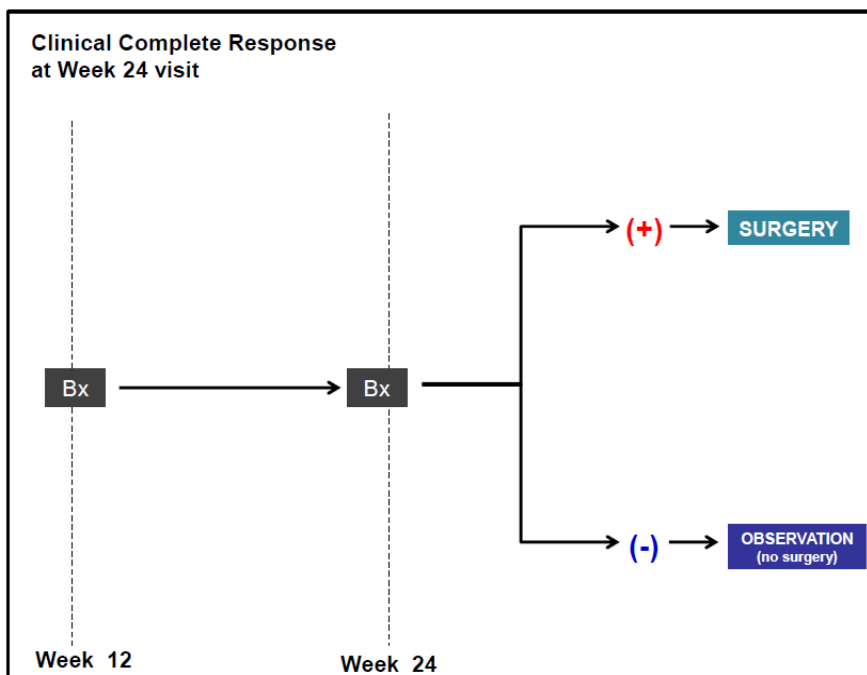 Clinical Complete Response
at Week 24 visit
(+)
SURGERY
Bx
Bx
(-)
OBSERVATION
(no surgery)
Week 12
Week 24